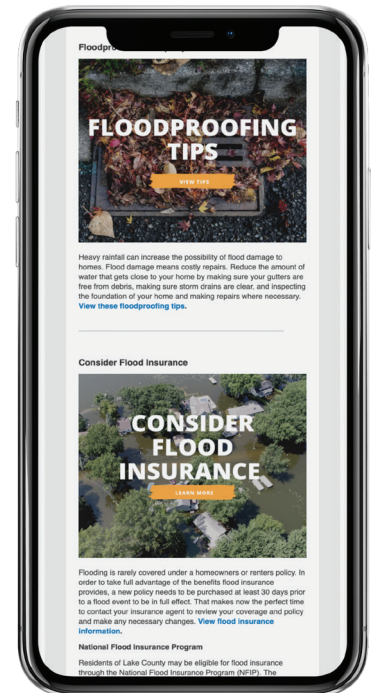 FLOODPROOFING
TIPS
VIEW TIPS
Heavy rainfall can increase the possibility of flood damage to
homes. Flood damage means costly repairs. Reduce the amount of
water that gets close to your home by making sure your gutters are
free from debris, making sure storm drains are clear, and inspecting
the foundation of your home and making repairs where necessary.
View these floodproofing tips.
Consider Flood Insurance
CONSIDER
FLOOD
INSURANCE
LEARN MORE
Flooding is rarely covered under a homeowners or renters policy. In
order to take full advantage of the benefits flood insurance
provides, a new policy needs to be purchased at least 30 days prior
to a flood event to be in full effect. That makes now the perfect time
to contact your insurance agent to review your coverage and policy
and make any necessary changes. View flood insurance
information.
National Flood Insurance Program
Residents of Lake County may be eligible for flood insurance
through the National Flood Insurance Program (NFIP). The